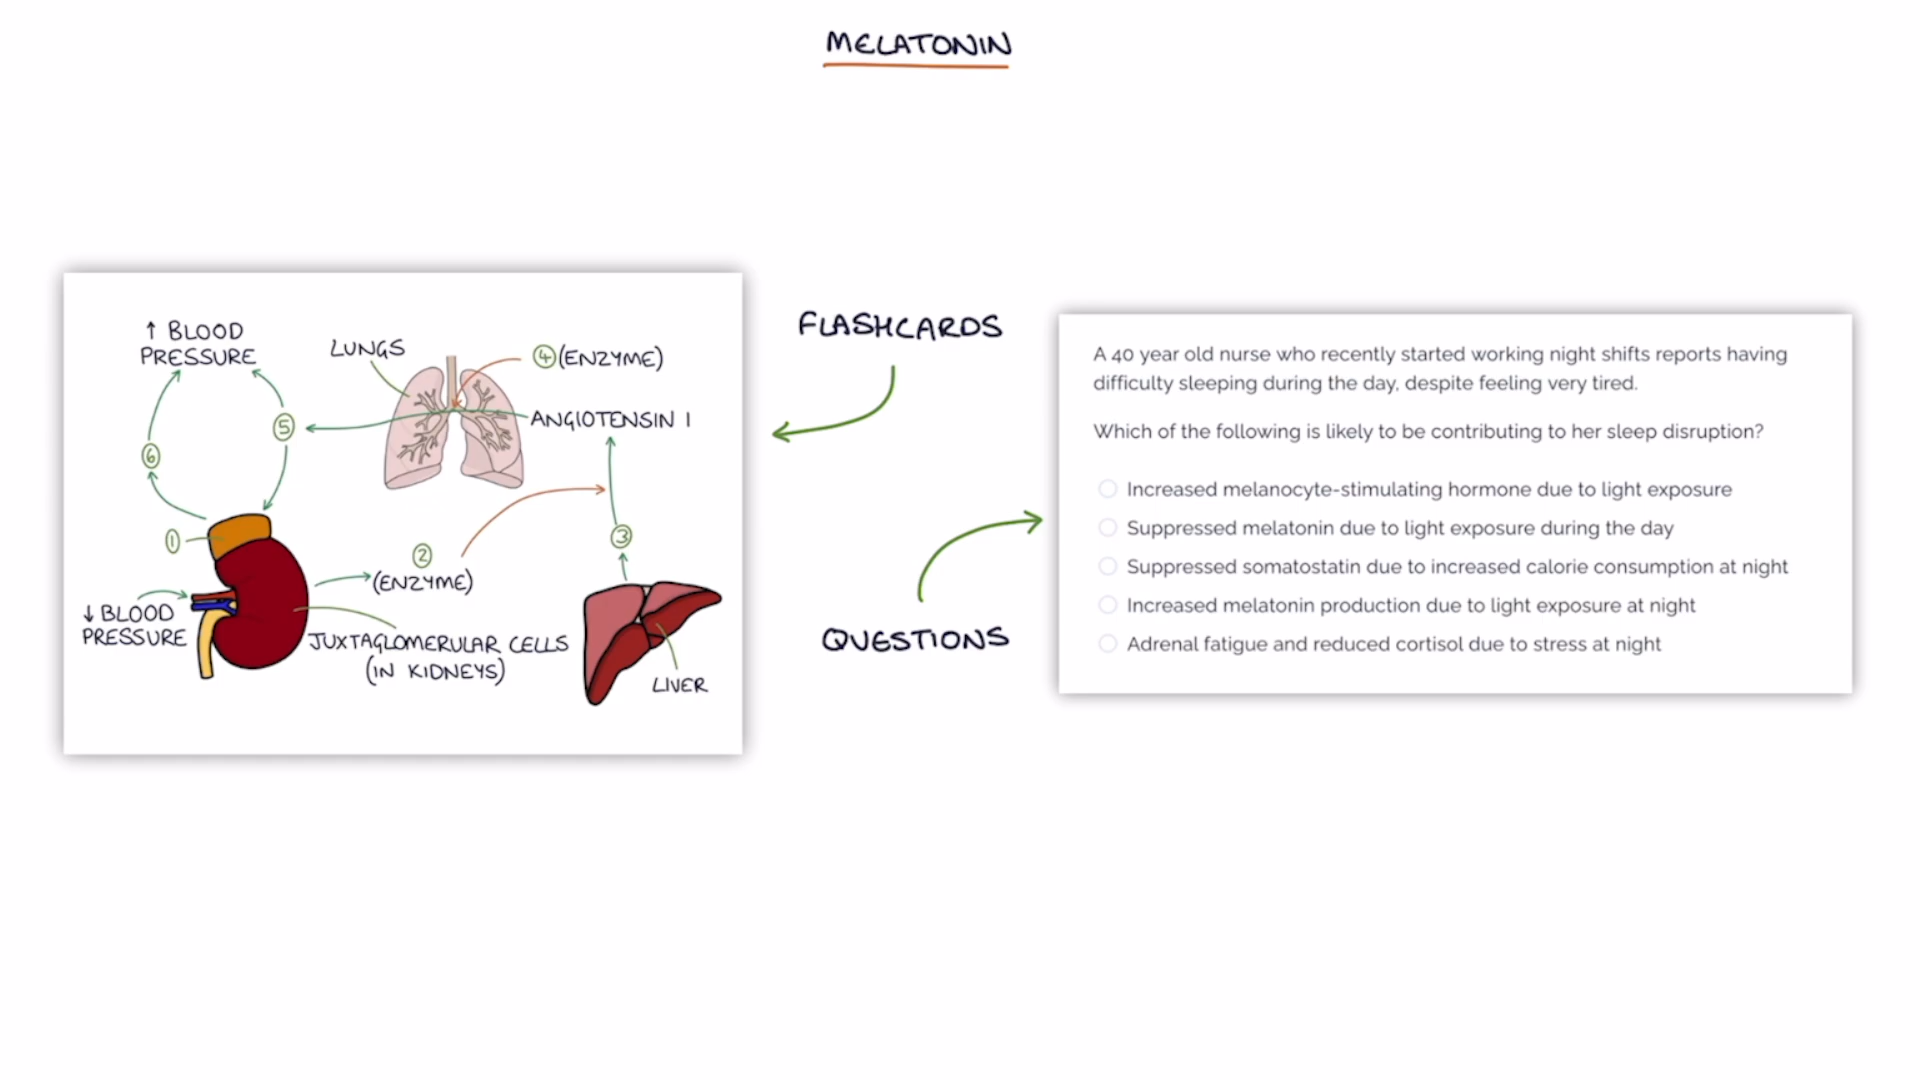 MELATONIN
↑ BLOOD
PRESSURE
LUNGS
④ (ENZYME)
ANGIOTENSIN I
⑤
⑥
①
②
(ENZYME)
③
↓ BLOOD
PRESSURE
JUXTAGLOMERULAR CELLS
(IN KIDNEYS)
LIVER
FLASHCARDS
QUESTIONS
A 40 year old nurse who recently started working night shifts reports having
difficulty sleeping during the day, despite feeling very tired.
Which of the following is likely to be contributing to her sleep disruption?
Increased melanocyte-stimulating hormone due to light exposure
Suppressed melatonin due to light exposure during the day
Suppressed somatostatin due to increased calorie consumption at night
Increased melatonin production due to light exposure at night
Adrenal fatigue and reduced cortisol due to stress at night